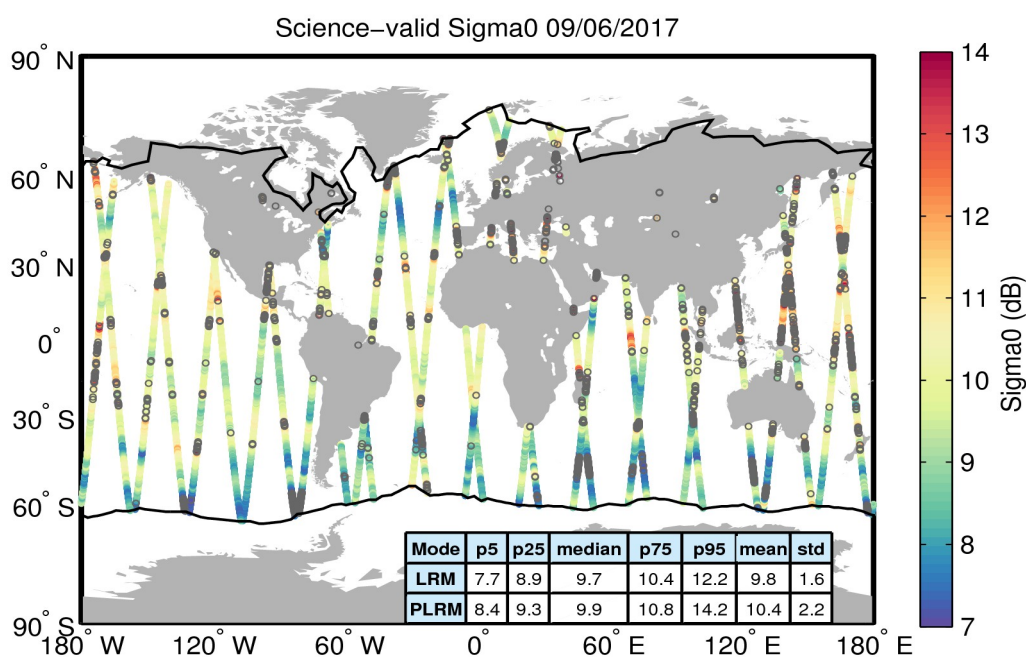 Science-valid Sigma0 09/06/2017
90° N
60° N
30° N
0°
30° S
60° S
90° S
180° W 120° W 60° W 0° 60° E 120° E 180° E
14
13
12
11
10
9
8
7
Sigma0 (dB)
Mode p5 p25 median p75 p95 mean std
LRM 7.7 8.9 9.7 10.4 12.2 9.8 1.6
PLRM 8.4 9.3 9.9 10.8 14.2 10.4 2.2